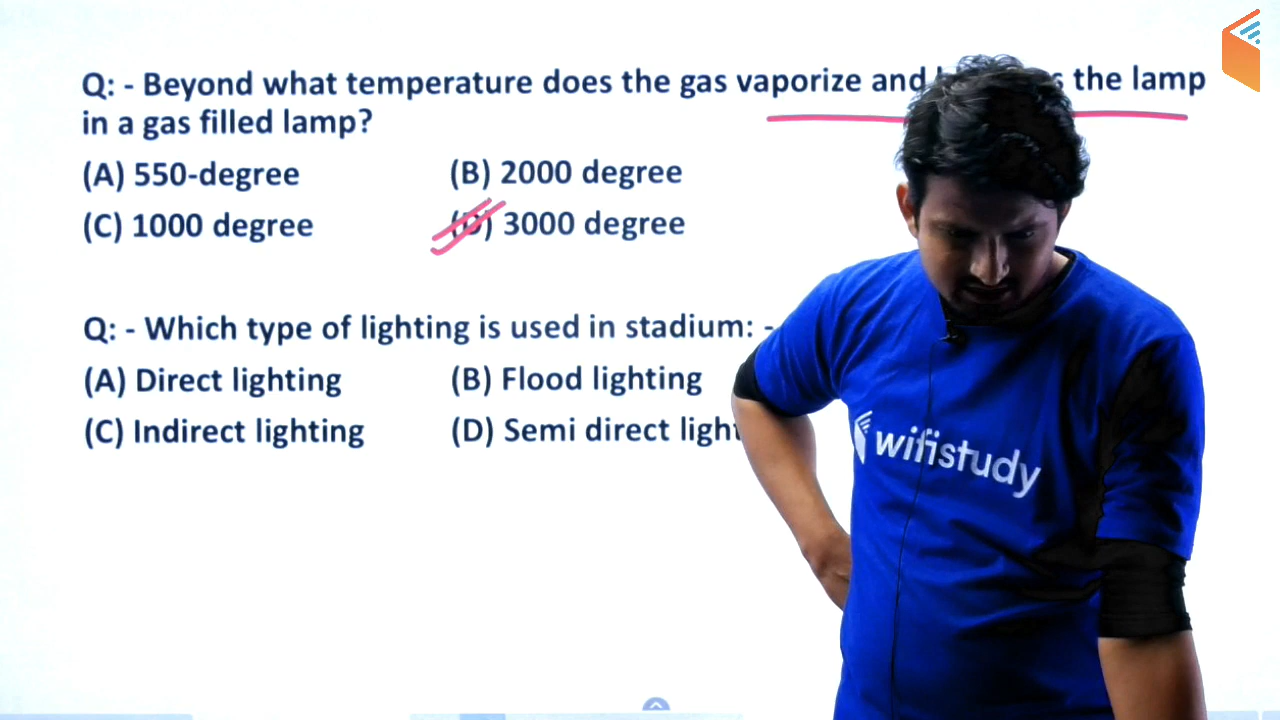 Q: - Beyond what temperature does the gas vaporize and the lamp
in a gas filled lamp?
(A) 550-degree (B) 2000 degree
(C) 1000 degree (D) 3000 degree
Q: - Which type of lighting is used in stadium: -
(A) Direct lighting (B) Flood lighting
(C) Indirect lighting (D) Semi direct
wifistudy